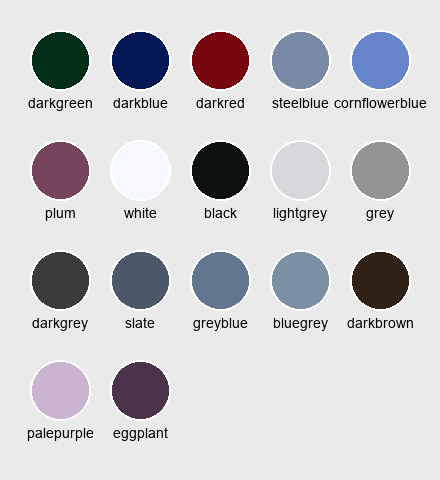 darkgreen darkblue darkred steelblue cornflowerblue
plum white black lightgrey grey
darkgrey slate greyblue bluegrey darkbrown
palepurple eggplant